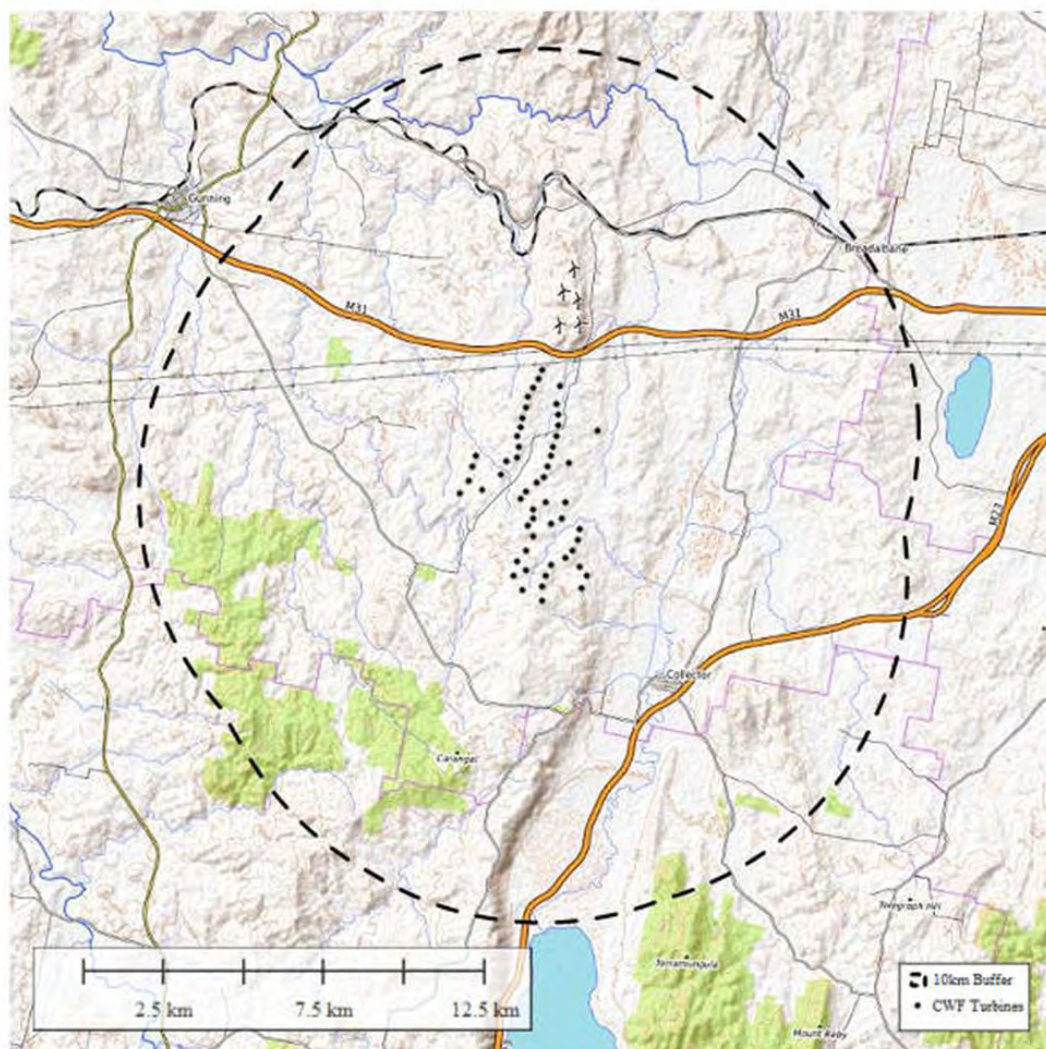 Gunning
Breadalbane
M31
M31
M23
Collector
Carangal
Telegraph Hill
Terramungula
Mount Raby
2.5 km 7.5 km 12.5 km
10km Buffer
CWF Turbines